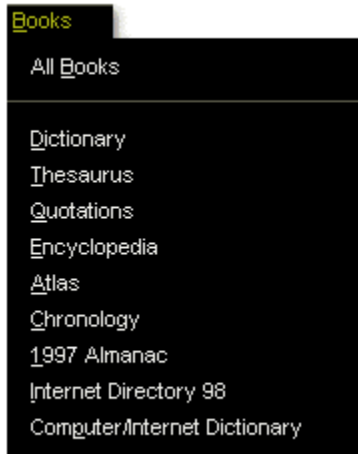 Books
All Books
Dictionary
Thesaurus
Quotations
Encyclopedia
Atlas
Chronology
1997 Almanac
Internet Directory 98
Computer/Internet Dictionary